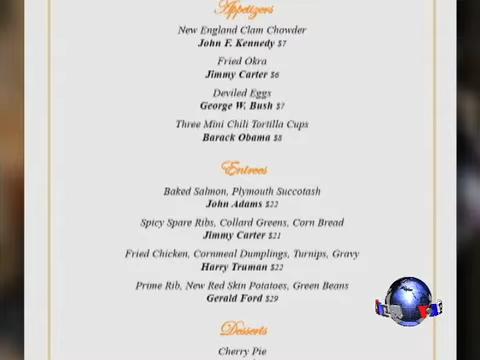 Appetizers
New England Clam Chowder
John F. Kennedy $7
Fried Okra
Jimmy Carter $6
Deviled Eggs
George W. Bush $7
Three Mini Chili Tortilla Cups
Barack Obama $8
Entrees
Baked Salmon, Plymouth Succotash
John Adams $22
Spicy Spare Ribs, Collard Greens, Corn Bread
Jimmy Carter $21
Fried Chicken, Cornmeal Dumplings, Turnips, Gravy
Harry Truman $22
Prime Rib, New Red Skin Potatoes, Green Beans
Gerald Ford $29
Desserts
Cherry Pie